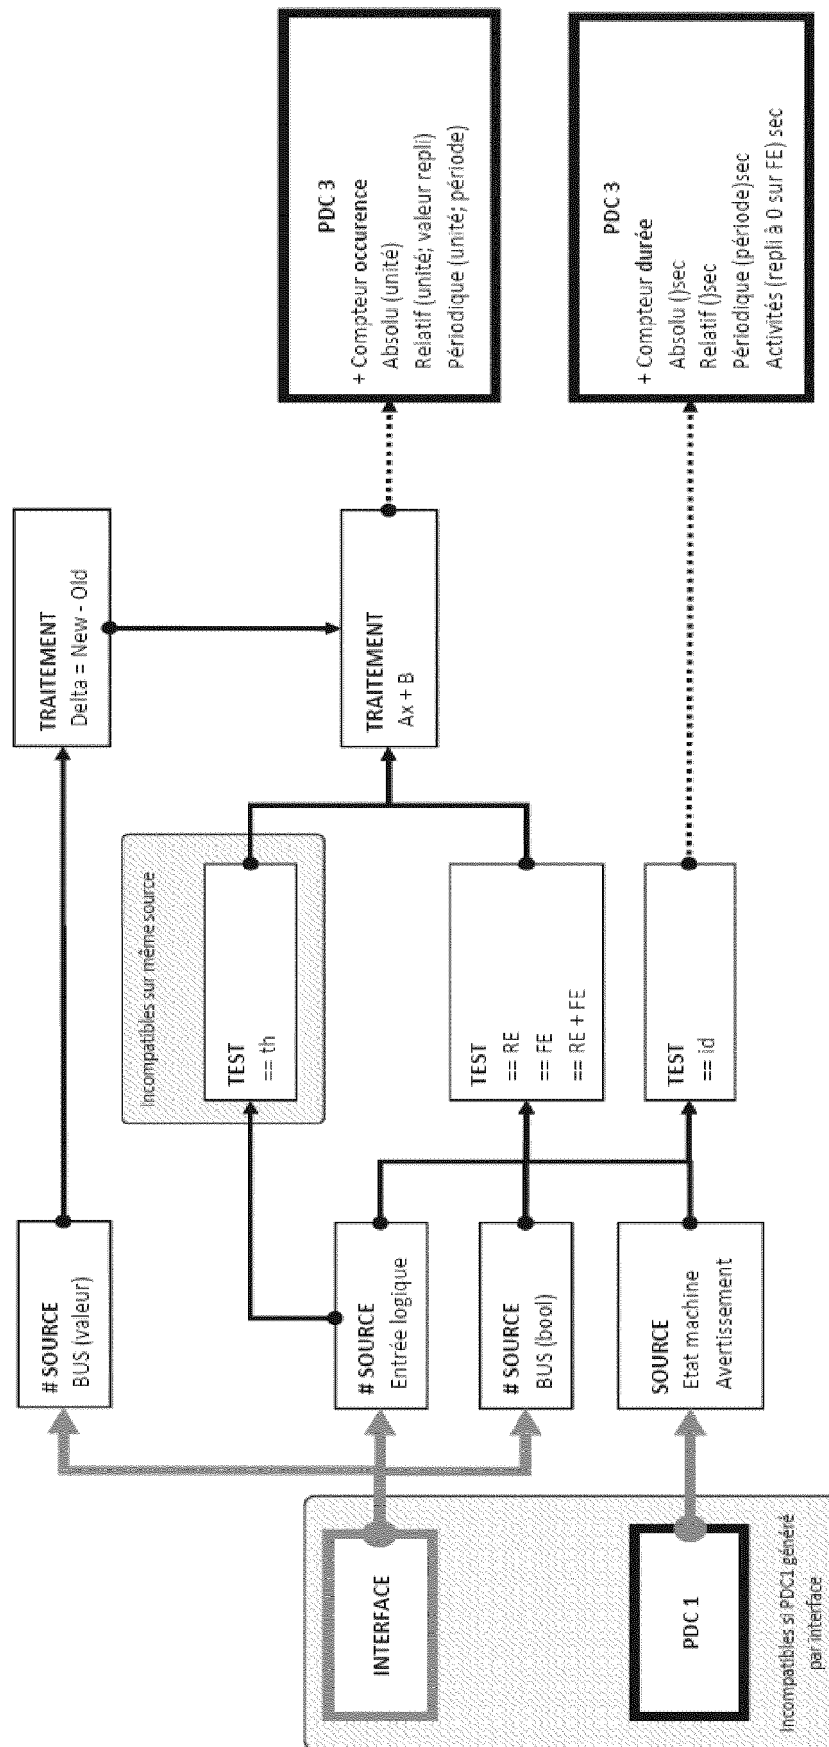 # SOURCE
BUS (valeur)
TRAITEMENT
Delta = New - Old
Incompatibles sur même source
TEST
== th
INTERFACE
# SOURCE
Entrée logique
TRAITEMENT
Ax + B
PDC 3
+ Compteur occurence
Absolu (unité)
Relatif (unité; valeur repli)
Périodique (unité; période)
# SOURCE
BUS (bool)
TEST
== RE
== FE
== RE + FE
PDC 1
SOURCE
Etat machine
Avertissement
TEST
== id
PDC 3
+ Compteur durée
Absolu ()sec
Relatif ()sec
Périodique (période)sec
Activités (repli à 0 sur FE) sec
Incompatibles si PDC1 généré
par interface